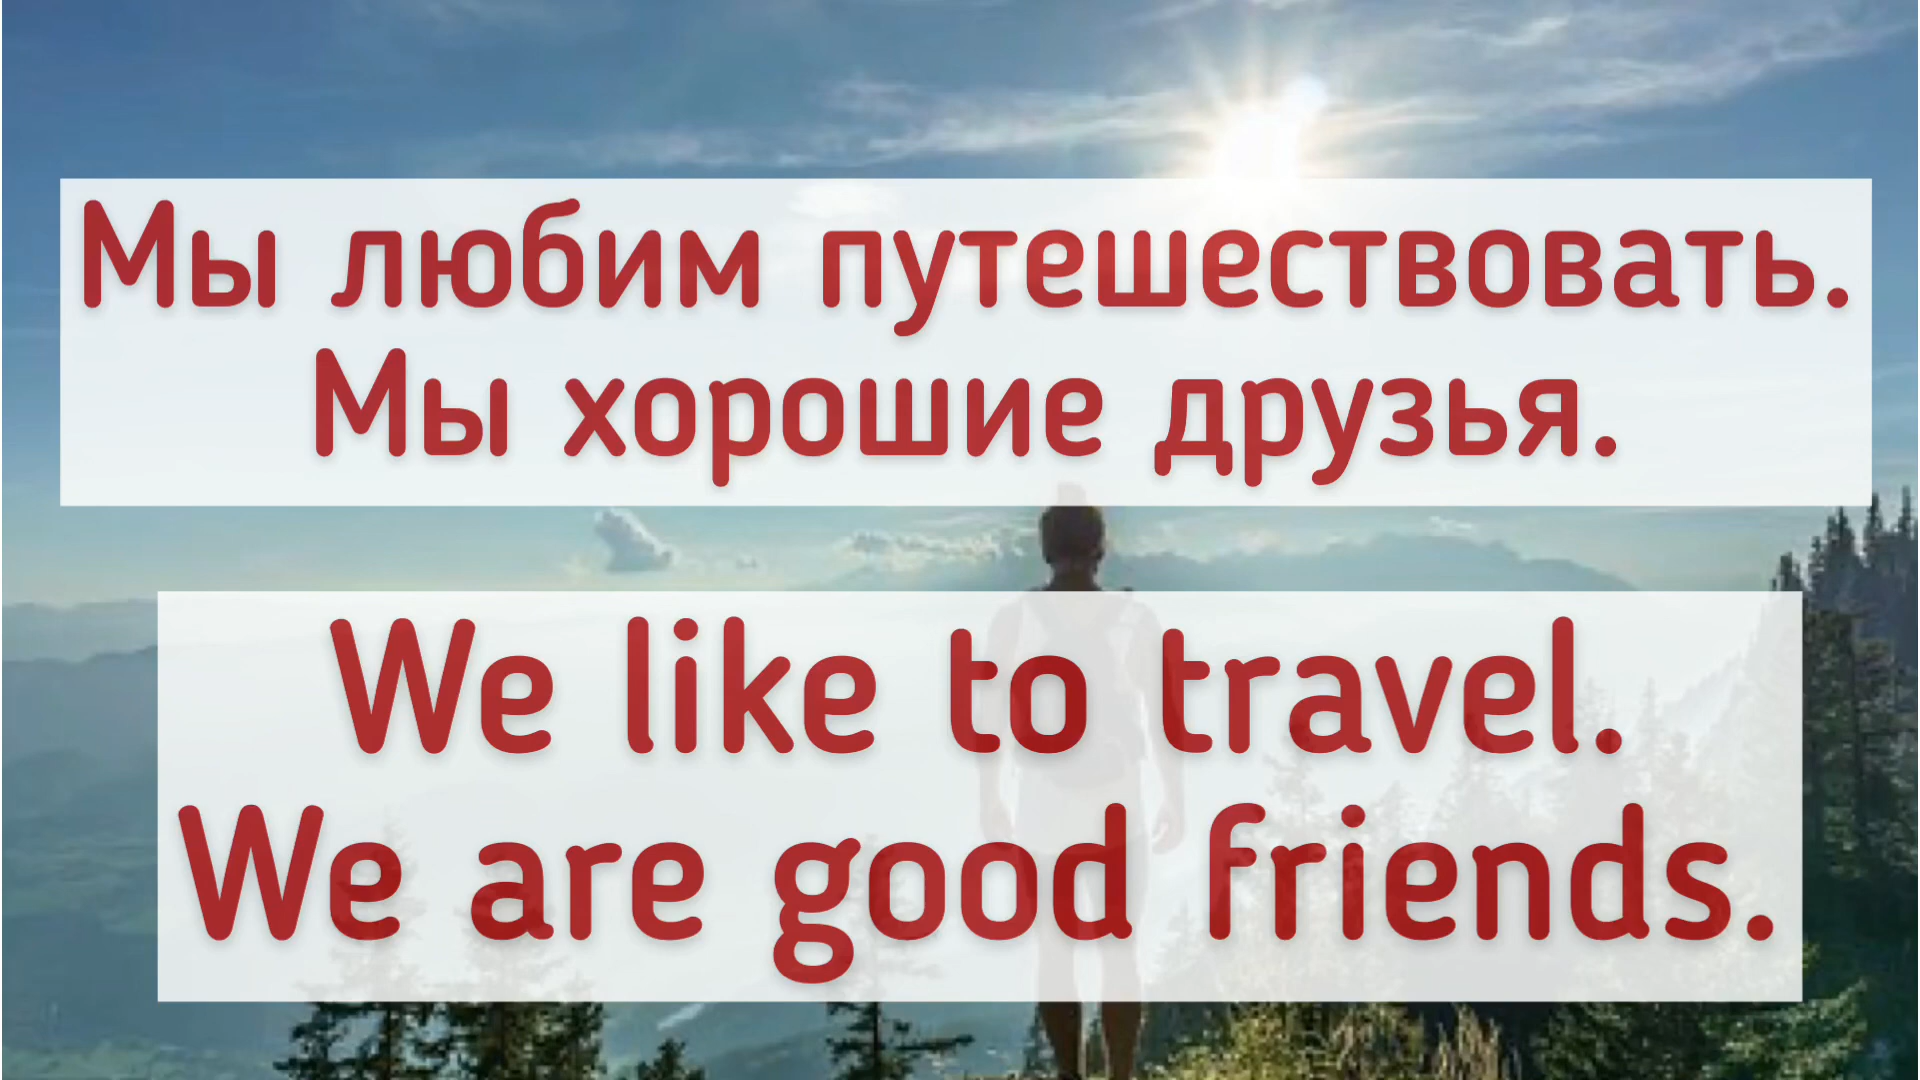 Мы любим путешествовать.
Мы хорошие друзья.
We like to travel.
We are good friends.